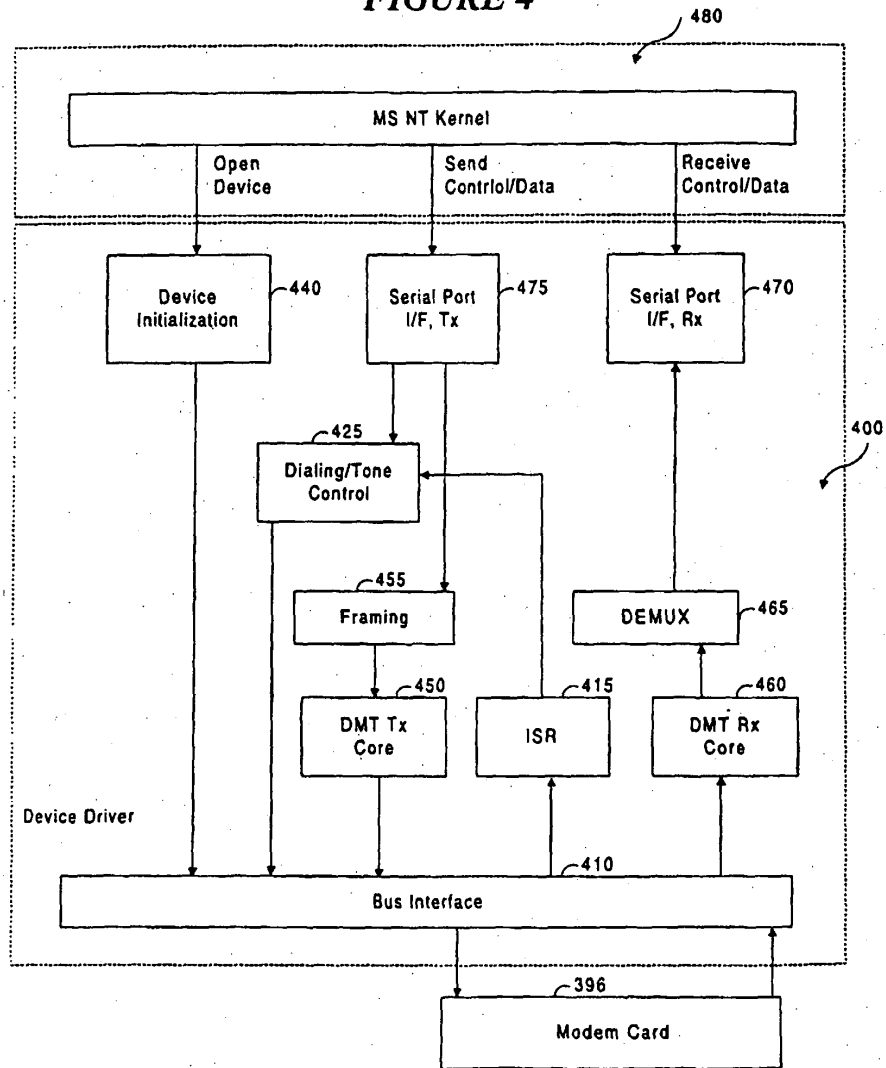 FIGURE 4
480
MS NT Kernel
Open
Device
Send
Contrlol/Data
Receive
Control/Data
Device
Initialization
440
Serial Port
I/F, Tx
475
Serial Port
I/F, Rx
470
400
425
Dialing/Tone
Control
455
Framing
DEMUX
465
450
DMT Tx
Core
415
ISR
460
DMT Rx
Core
Device Driver
410
Bus Interface
396
Modem Card